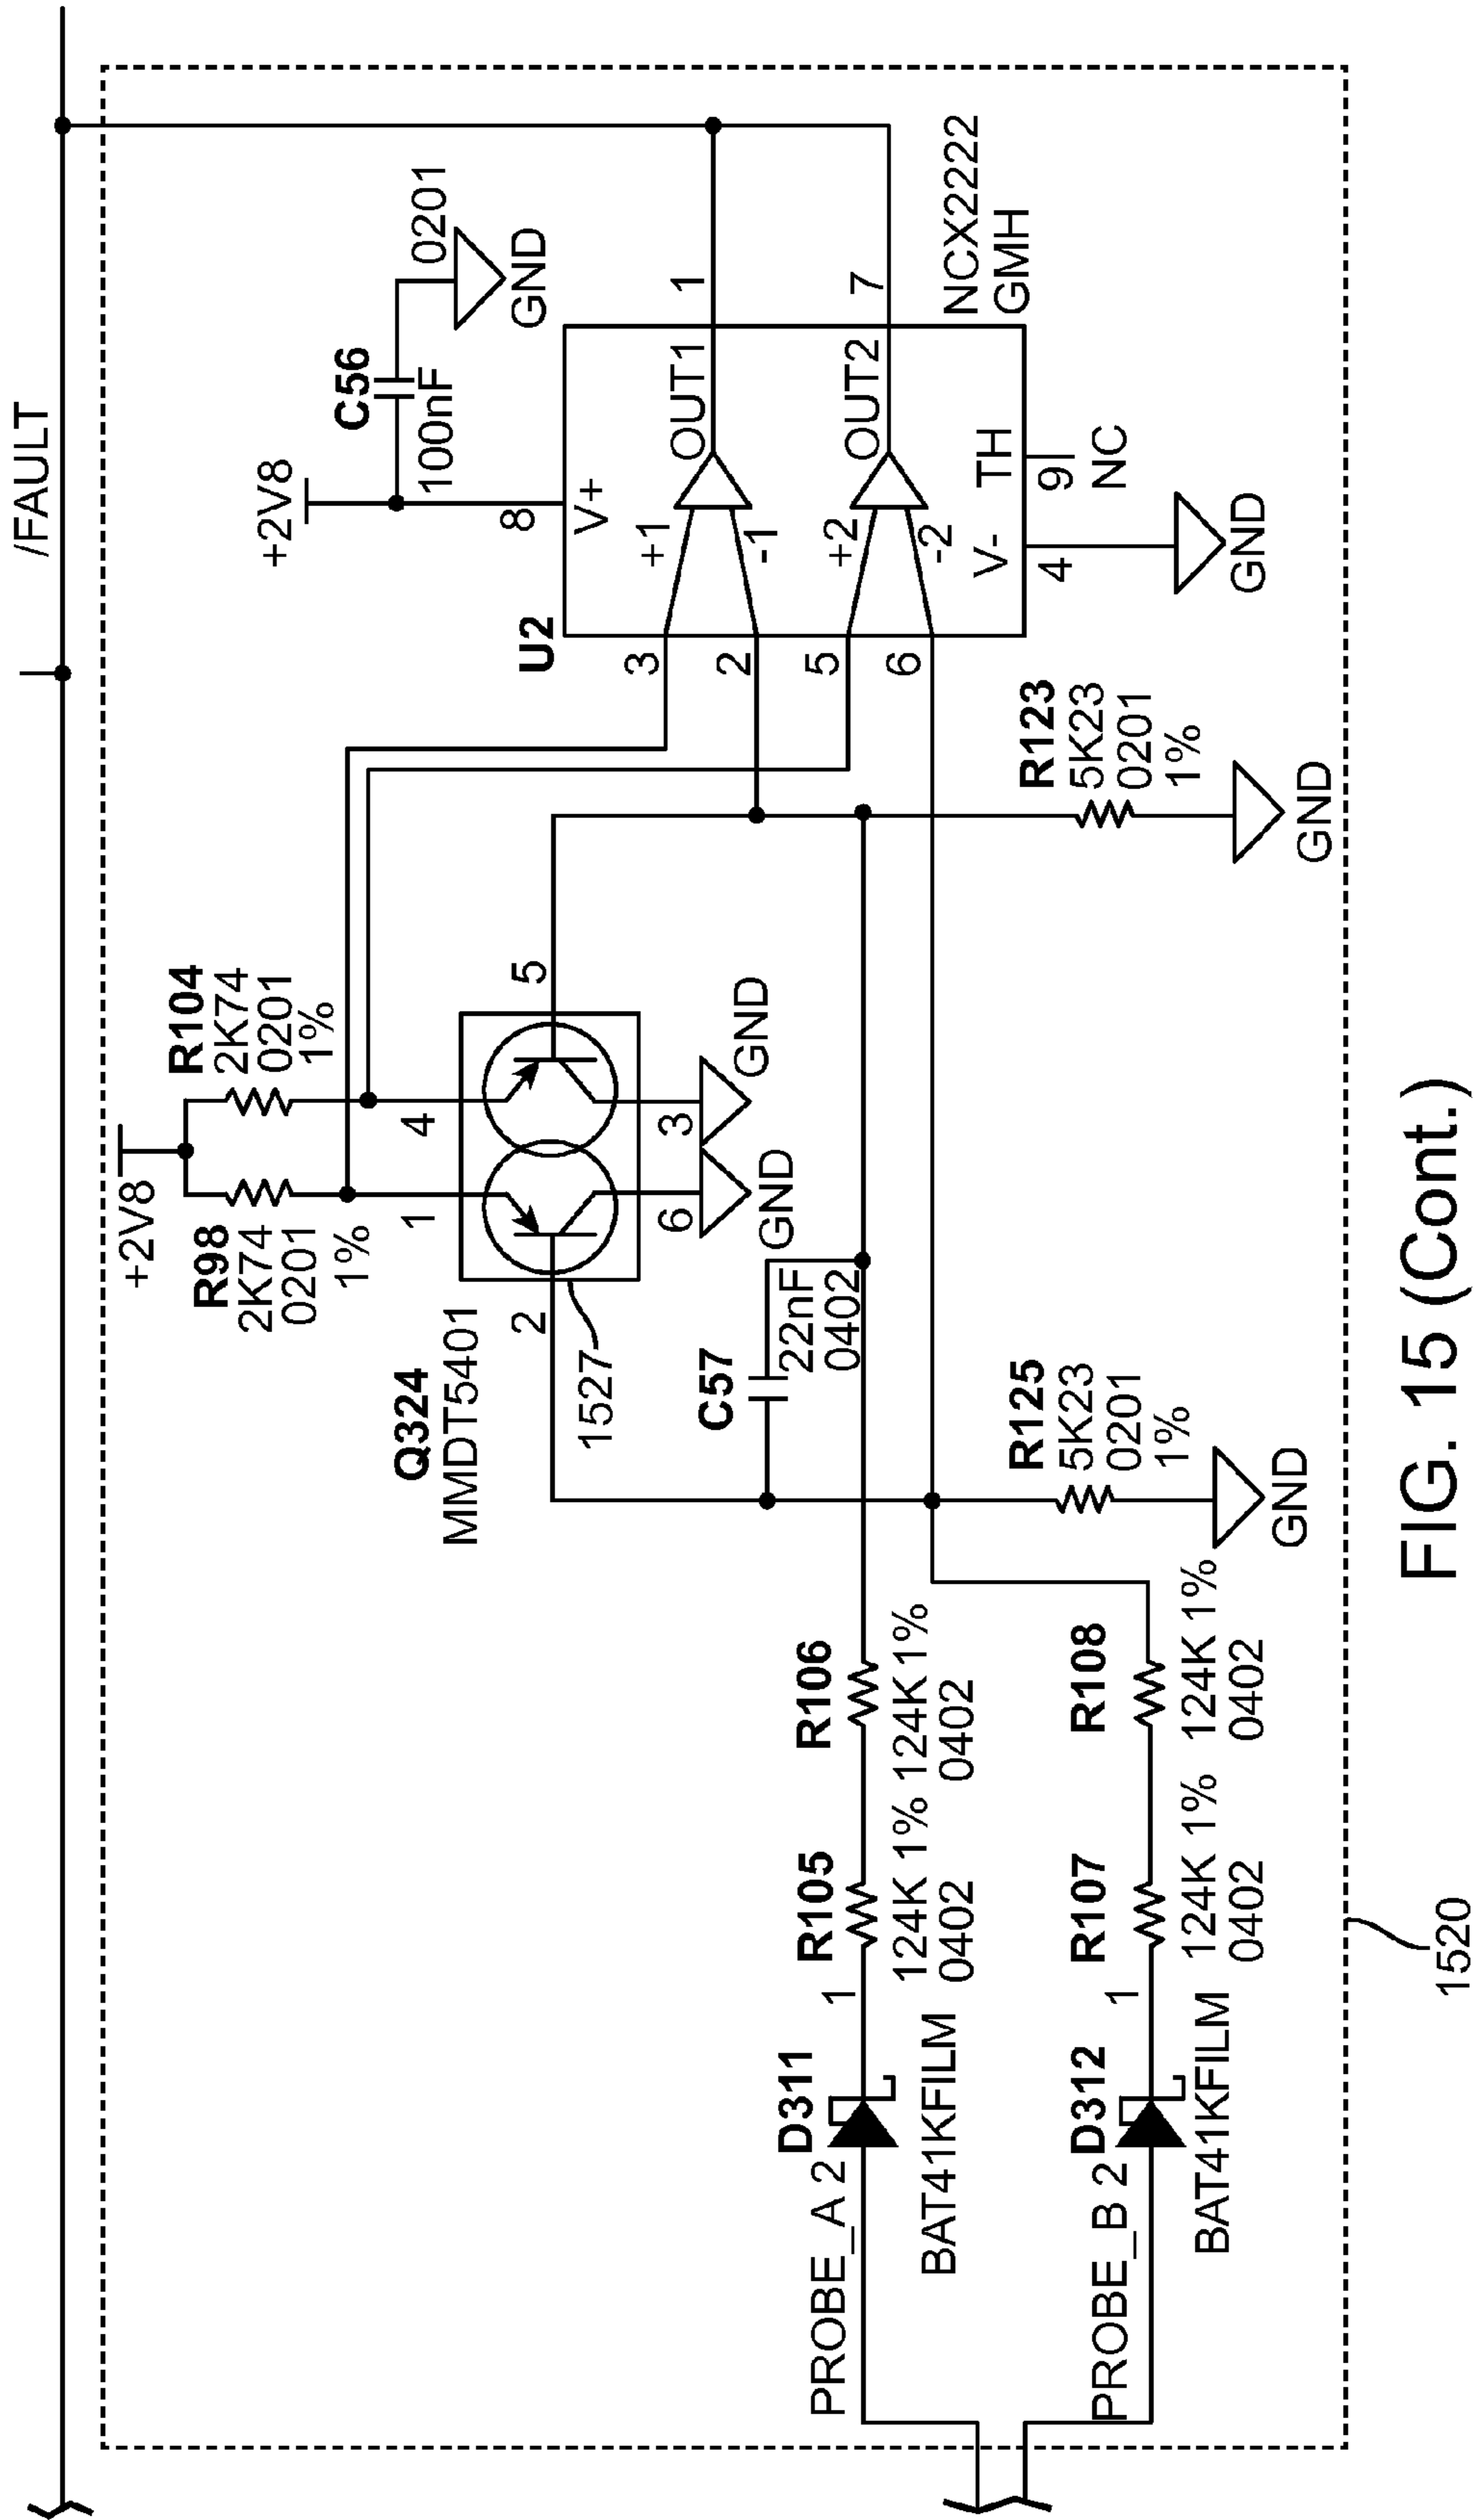 /FAULT
+2V8
C56
100nF
0201
GND
+2V8
R98
2K74
0201
1%
R104
2K74
0201
1%
Q324
MMDT5401
1527
1
4
2
5
6
3
GND
GND
U2
8
V+
3
+1
2
-1
5
+2
6
-2
OUT1
1
OUT2
7
V-
TH
4
9
NC
GND
NCX2222
GMH
C57
22nF
0402
R123
5K23
0201
1%
GND
R125
5K23
0201
1%
GND
PROBE_A 2
D311
1
BAT41KFILM
R105
124K 1%
0402
R106
124K 1%
0402
PROBE_B 2
D312
1
BAT41KFILM
R107
124K 1%
0402
R108
124K 1%
0402
1520
FIG. 15 (Cont.)